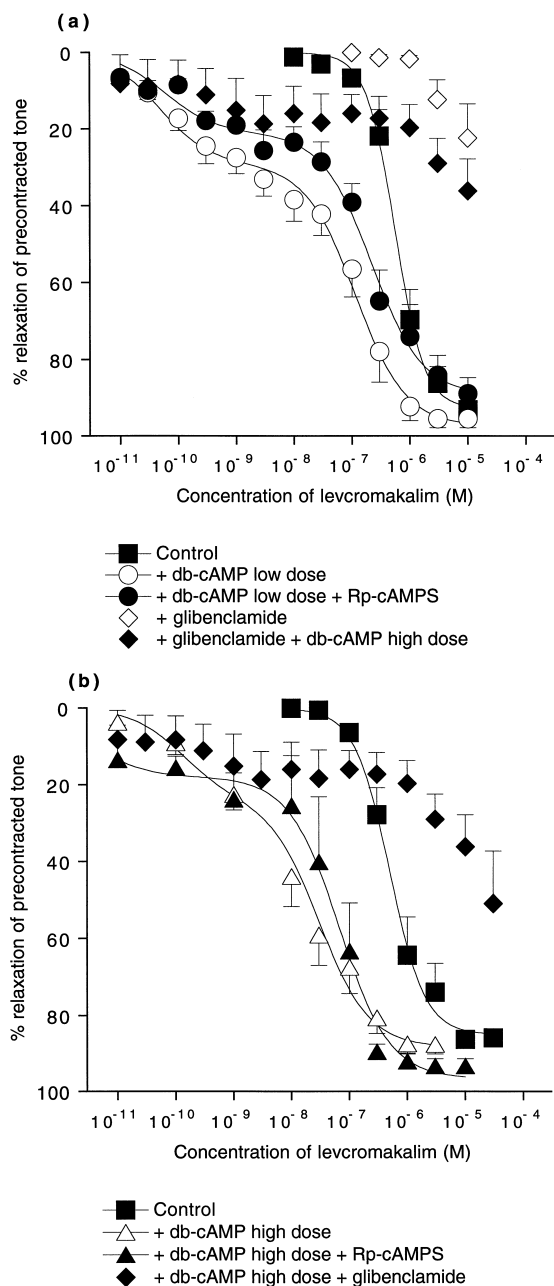 (a)
0
20
40
60
80
100
% relaxation of precontracted tone
10⁻¹¹ 10⁻¹⁰ 10⁻⁹ 10⁻⁸ 10⁻⁷ 10⁻⁶ 10⁻⁵ 10⁻⁴
Concentration of levcromakalim (M)
Control
+ db-cAMP low dose
+ db-cAMP low dose + Rp-cAMPS
+ glibenclamide
+ glibenclamide + db-cAMP high dose
(b)
0
20
40
60
80
100
% relaxation of precontracted tone
10⁻¹¹ 10⁻¹⁰ 10⁻⁹ 10⁻⁸ 10⁻⁷ 10⁻⁶ 10⁻⁵ 10⁻⁴
Concentration of levcromakalim (M)
Control
+ db-cAMP high dose
+ db-cAMP high dose + Rp-cAMPS
+ db-cAMP high dose + glibenclamide